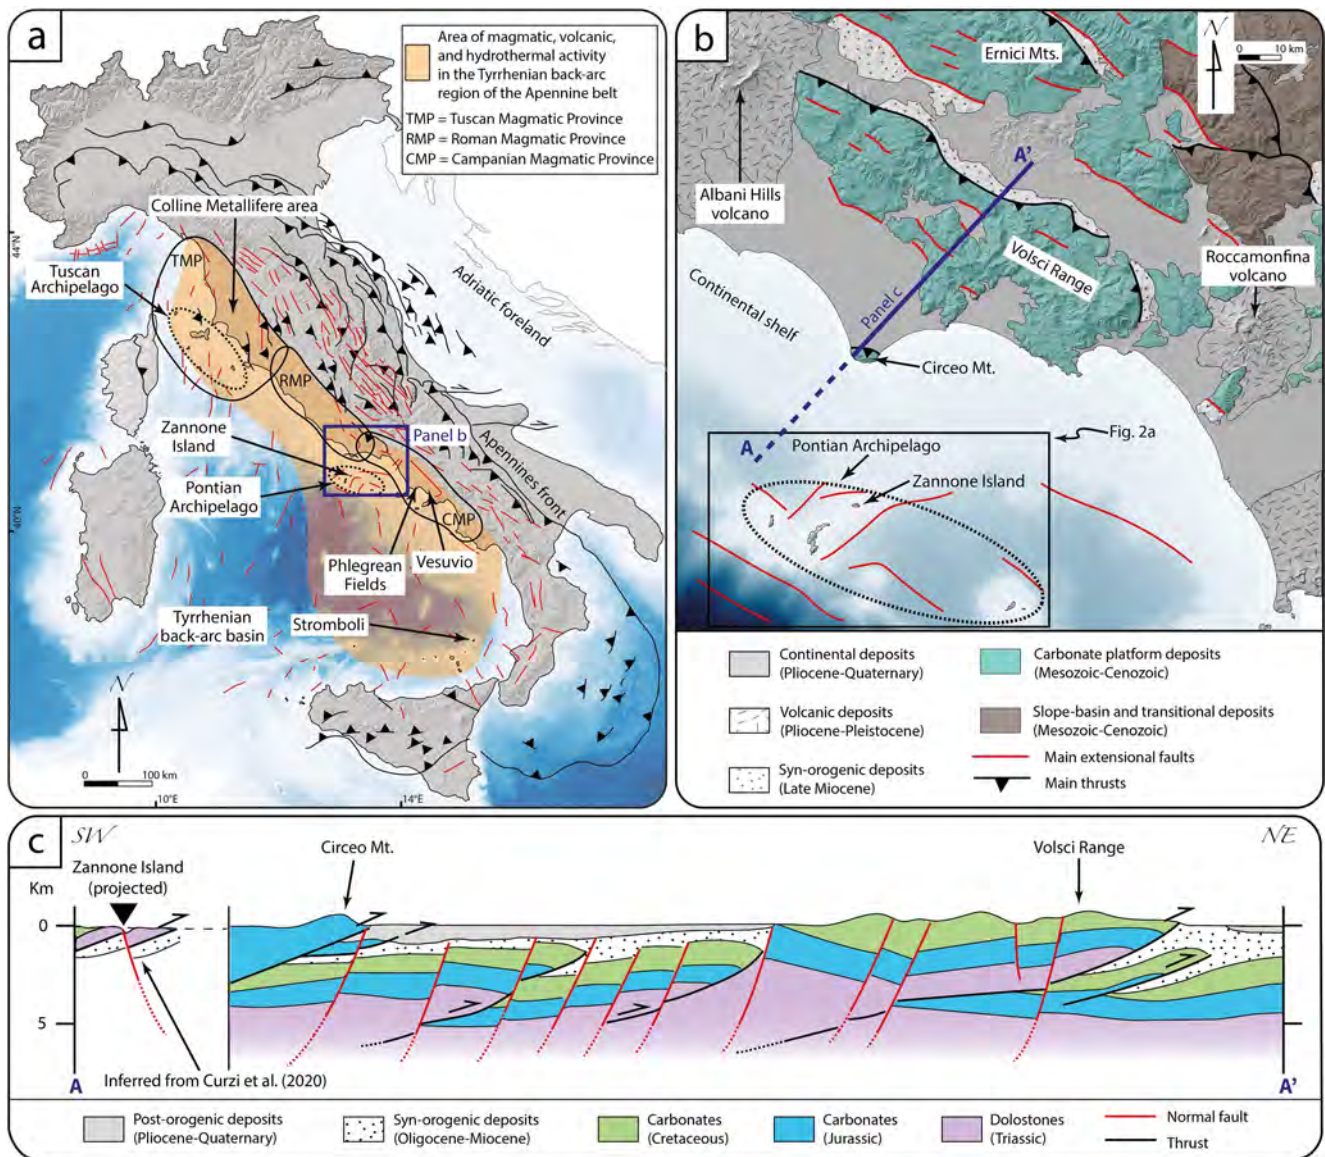 a
Area of magmatic, volcanic,
and hydrothermal activity
in the Tyrrhenian back-arc
region of the Apennine belt
TMP = Tuscan Magmatic Province
RMP = Roman Magmatic Province
CMP = Campanian Magmatic Province
Colline Metallifere area
44°N
TMP
Tuscan
Archipelago
Adriatic foreland
RMP
Zannone
Island
Panel b
Pontian
Archipelago
Apennines front
40°N
CMP
Phlegrean
Fields
Vesuvio
Tyrrhenian
back-arc basin
Stromboli
N
0 100 km
10°E
14°E
b
Ernici Mts.
N
0 10 km
A'
Albani Hills
volcano
Volsci Range
Roccamonfina
volcano
Continental shelf
Panel c
Circeo Mt.
A
Fig. 2a
Pontian Archipelago
Zannone Island
Continental deposits
(Pliocene-Quaternary)
Carbonate platform deposits
(Mesozoic-Cenozoic)
Volcanic deposits
(Pliocene-Pleistocene)
Slope-basin and transitional deposits
(Mesozoic-Cenozoic)
Main extensional faults
Syn-orogenic deposits
(Late Miocene)
Main thrusts
c
SW
NE
Zannone Island
(projected)
Circeo Mt.
Volsci Range
Km
0
5
A
Inferred from Curzi et al. (2020)
A'
Post-orogenic deposits
(Pliocene-Quaternary)
Syn-orogenic deposits
(Oligocene-Miocene)
Carbonates
(Cretaceous)
Carbonates
(Jurassic)
Dolostones
(Triassic)
Normal fault
Thrust